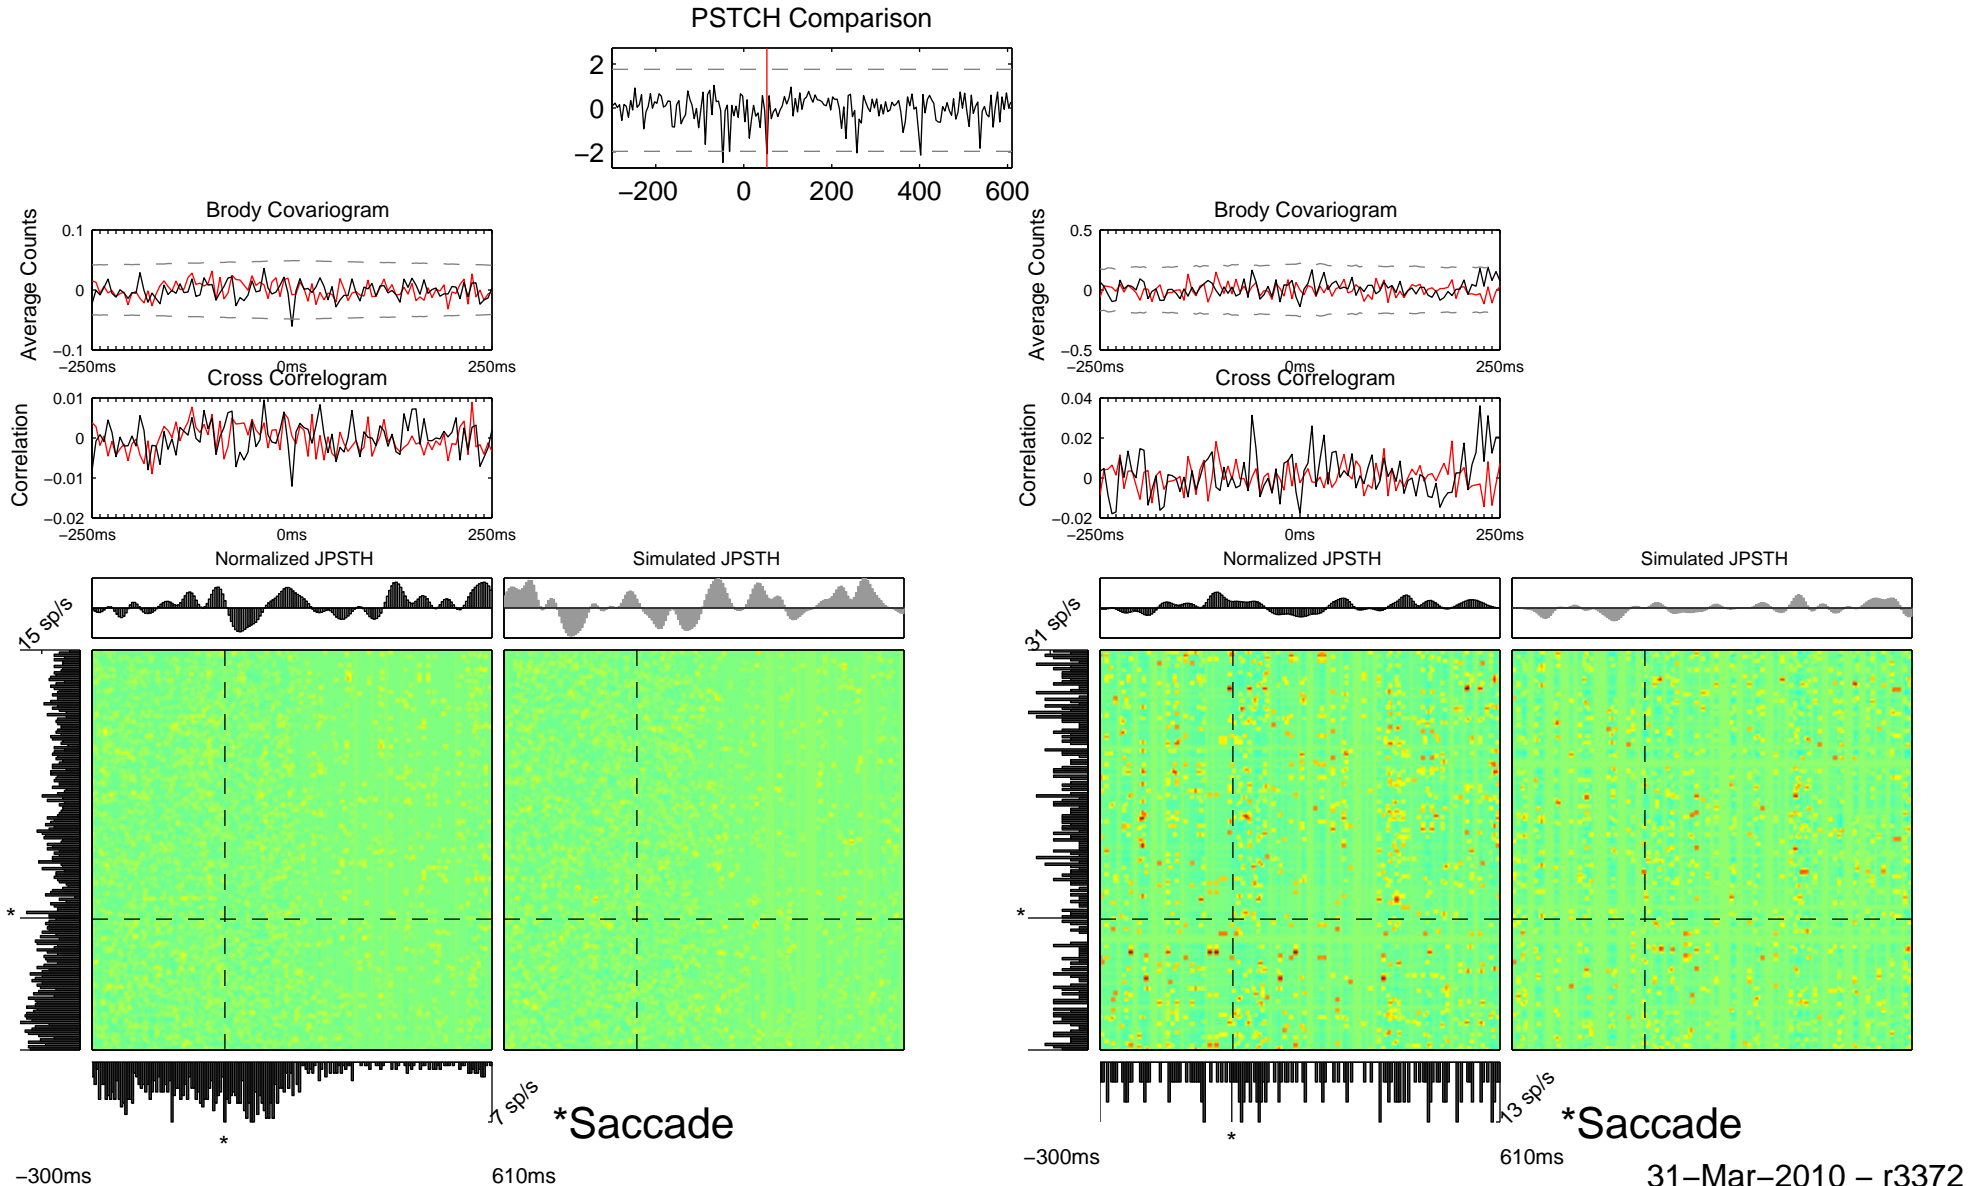 PSTCH Comparison
2
0
−2
−200 0 200 400 600
Brody Covariogram
Average Counts
0.1
0
−0.1
−250ms 0ms 250ms
Cross Correlogram
Correlation
0.01
0
−0.01
−0.02
−250ms 0ms 250ms
Normalized JPSTH
Simulated JPSTH
15 sp/s
*
7 sp/s
*
*Saccade
−300ms
610ms
Brody Covariogram
Average Counts
0.5
0
−0.5
−250ms 0ms 250ms
Cross Correlogram
Correlation
0.04
0.02
0
−0.02
−250ms 0ms 250ms
Normalized JPSTH
Simulated JPSTH
31 sp/s
*
13 sp/s
*
*Saccade
−300ms
610ms
31−Mar−2010 − r3372